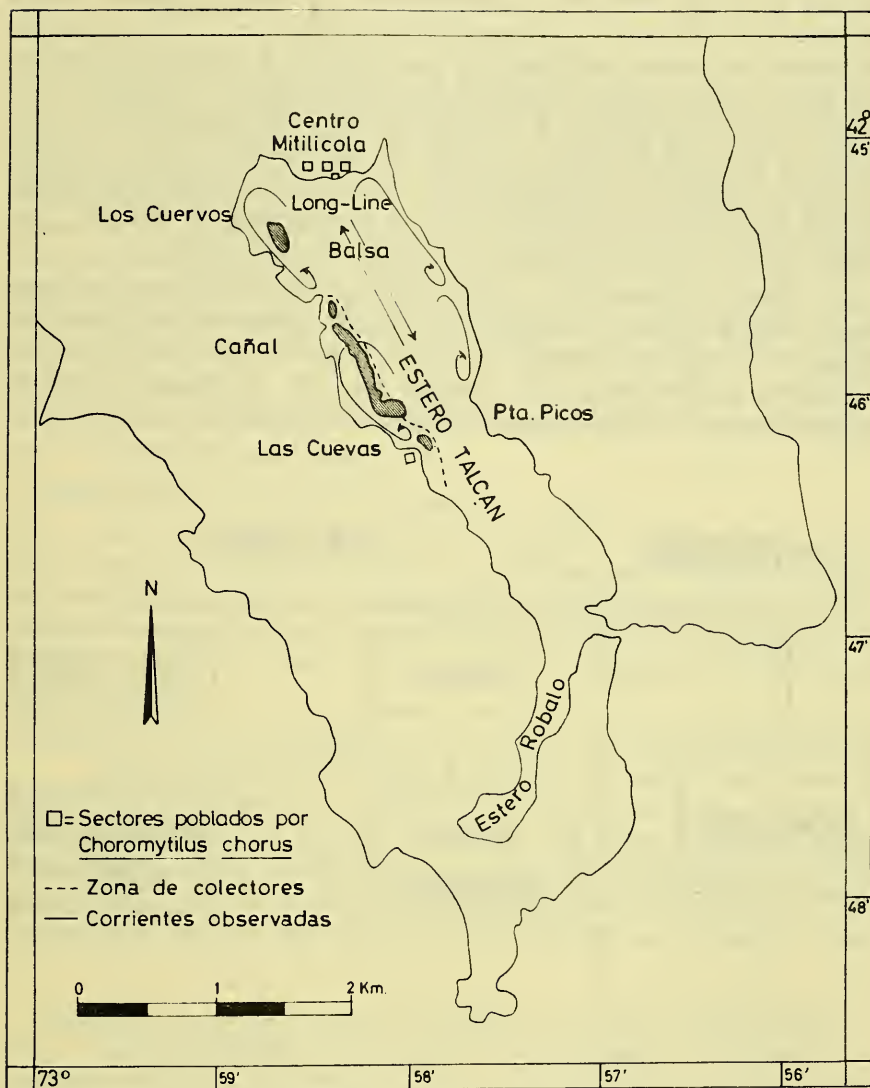 42°
45'
Centro
Mitilicola
Los Cuervos
Long-Line
Balsa
Cañal
ESTERO TALCAN
46'
Pta. Picos
Las Cuevas
N
47'
Estero Robalo
□= Sectores poblados por
Choromytilus chorus
--- Zona de colectores
— Corrientes observadas
48'
0 1 2 Km.
73° 59' 58' 57' 56'